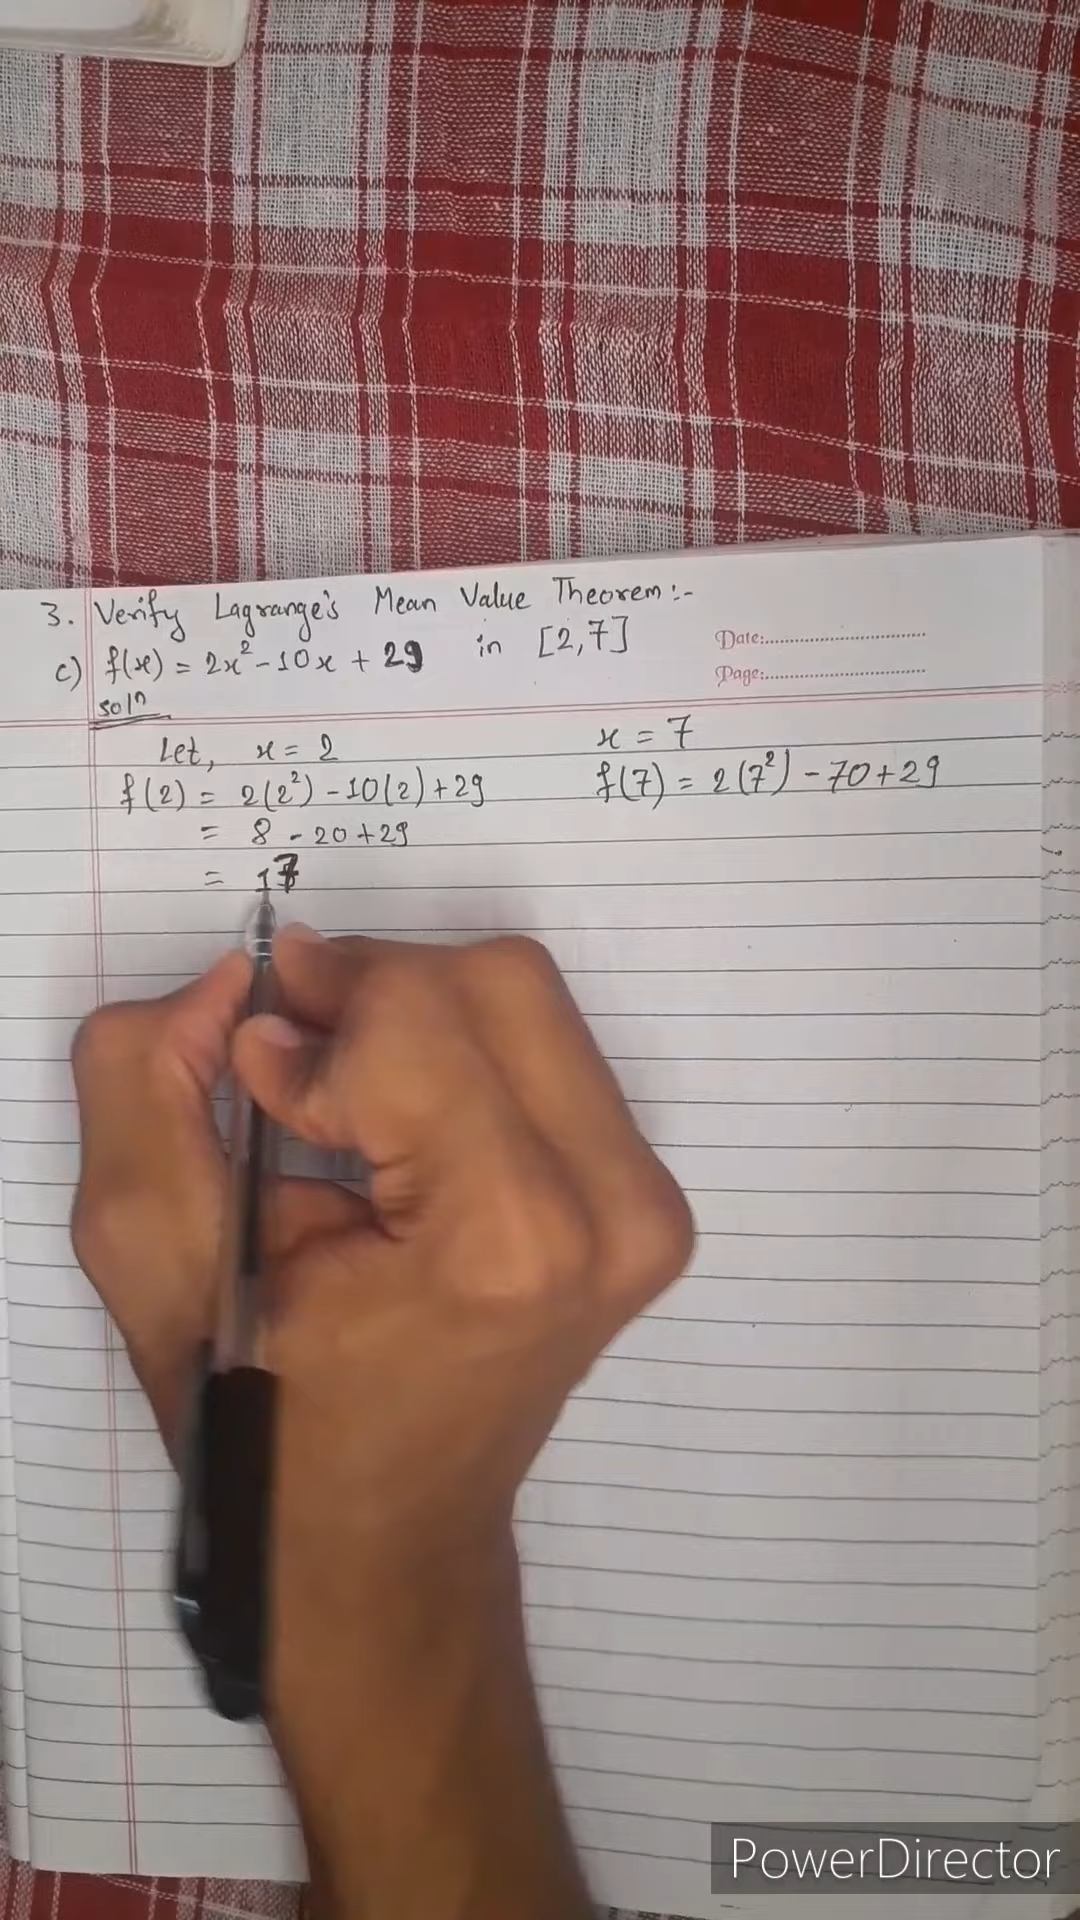 3. Verify Lagrange's Mean Value Theorem :-
c) f(x) = 2x² - 10x + 29 in [2,7]
Date:
Page:
solⁿ
Let, x = 2
x = 7
f(2) = 2(2²) - 10(2) + 29
f(7) = 2(7²) - 70 + 29
= 8 - 20 + 29
= 17
PowerDirector